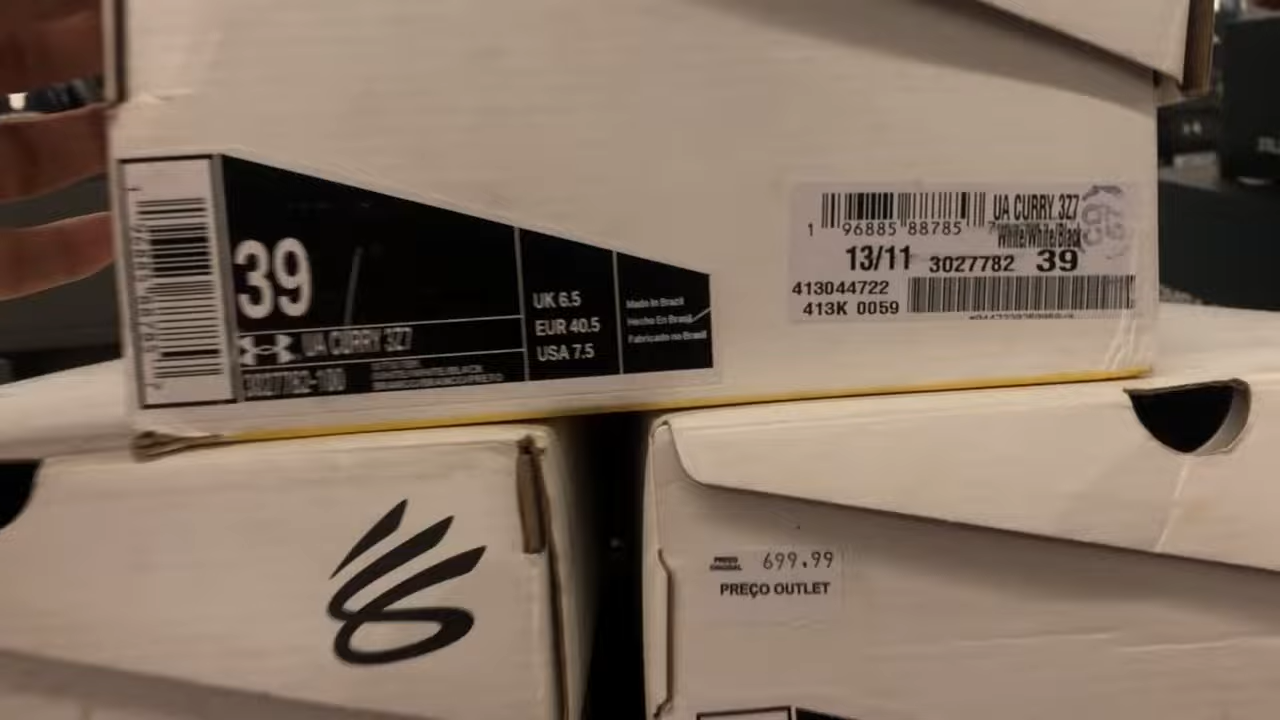 39
UA CURRY 3Z7
3027782-100
UK 6.5
EUR 40.5
USA 7.5
Made In Brazil
Hecho En Brasil
Fabricado no Brasil
1 96885 88785
UA CURRY 3Z7
White/White/Black
13/11 3027782 39
413044722
413K 0059
699.99
PREÇO OUTLET